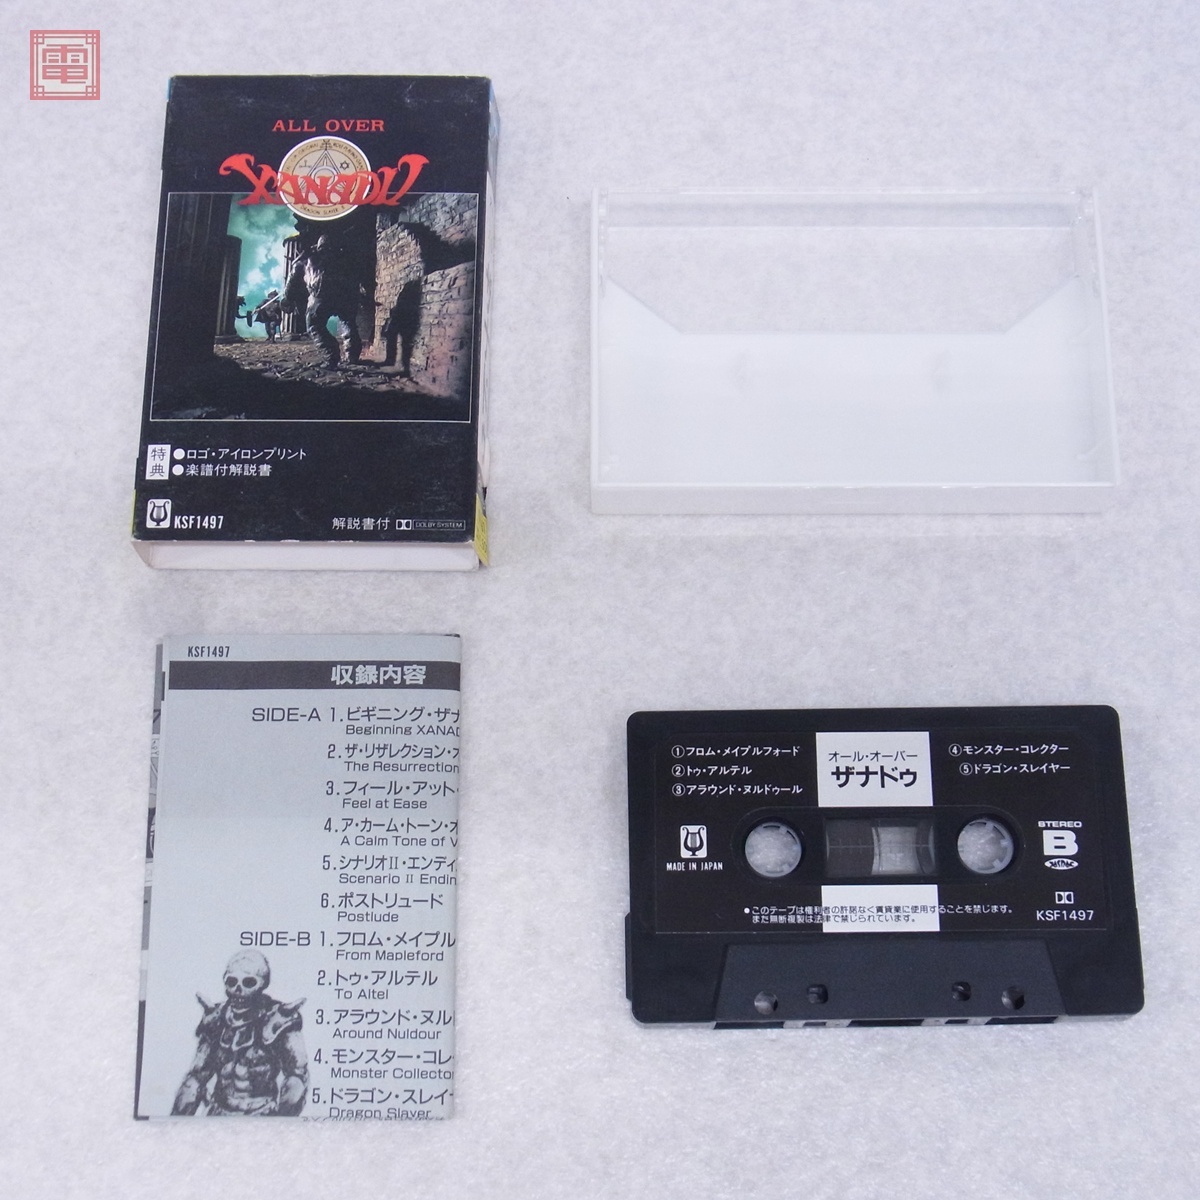 電
ALL OVER
XANADU
DRAGON SLAYER II
特典
●ロゴ・アイロンプリント
●楽譜付解説書
KSF1497
解説書付
DOLBY SYSTEM
KSF1497
収録内容
SIDE-A 1.ビギニング・ザナ
Beginning XANAD
2.ザ・リザレクション・オ
The Resurrection
3.フィール・アット・
Feel at Ease
4.ア・カーム・トーン・オ
A Calm Tone of V
5.シナリオII・エンディ
Scenario II Endin
6.ポストリュード
Postlude
SIDE-B 1.フロム・メイプル
From Mapleford
2.トゥ・アルテル
To Altel
3.アラウンド・ヌル
Around Nuldour
4.モンスター・コレ
Monster Collecto
5.ドラゴン・スレイヤ
Dragon Slayer
①フロム・メイプルフォード
②トゥ・アルテル
③アラウンド・ヌルドゥール
オール・オーバー
ザナドゥ
④モンスター・コレクター
⑤ドラゴン・スレイヤー
MADE IN JAPAN
STEREO
B
●このテープは権利者の許諾なく賃貸業に使用することを禁じます。
また無断複製は法律で禁じられています。
KSF1497